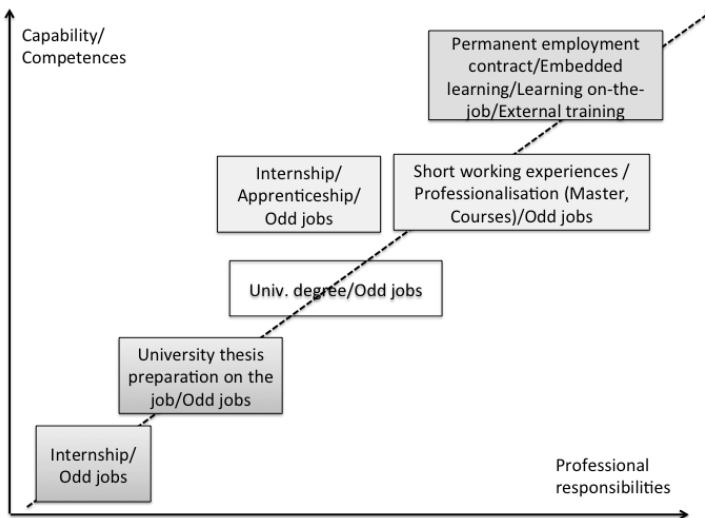 Capability/
Competences
Permanent employment
contract/Embedded
learning/Learning on-the-
job/External training
Internship/
Apprenticeship/
Odd jobs
Short working experiences /
Professionalisation (Master,
Courses)/Odd jobs
Univ. degree/Odd jobs
University thesis
preparation on the
job/Odd jobs
Internship/
Odd jobs
Professional
responsibilities